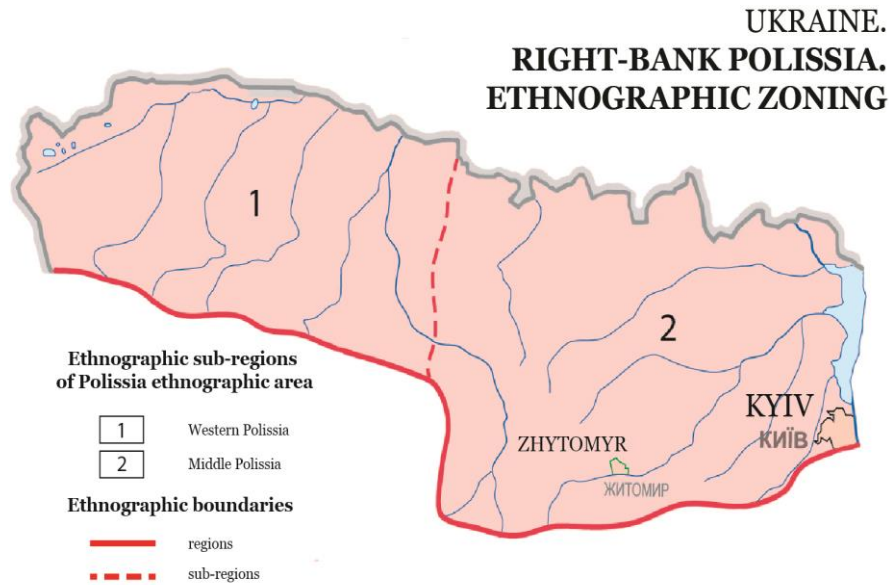 UKRAINE.
RIGHT-BANK POLISSIA.
ETHNOGRAPHIC ZONING
1
2
KYIV
КИЇВ
ZHYTOMYR
ЖИТОМИР
Ethnographic sub-regions
of Polissia ethnographic area
1 Western Polissia
2 Middle Polissia
Ethnographic boundaries
regions
sub-regions